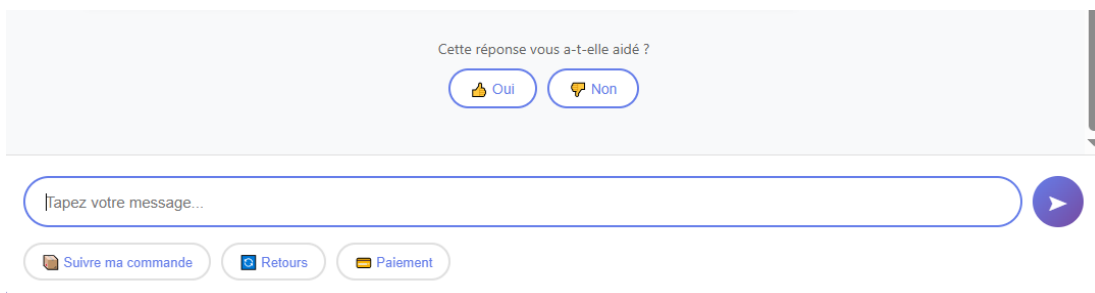 Cette réponse vous a-t-elle aidé ?
👍 Oui 👎 Non
Tapez votre message...
📦 Suivre ma commande 🔄 Retours 💳 Paiement